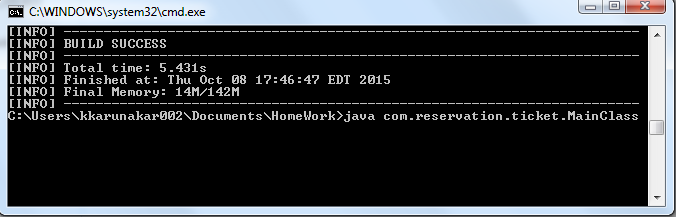 C:\WINDOWS\system32\cmd.exe
[INFO] ------------------------------------------------------------------------
[INFO] BUILD SUCCESS
[INFO] ------------------------------------------------------------------------
[INFO] Total time: 5.431s
[INFO] Finished at: Thu Oct 08 17:46:47 EDT 2015
[INFO] Final Memory: 14M/142M
[INFO] ------------------------------------------------------------------------
C:\Users\kkarunakar002\Documents\HomeWork>java com.reservation.ticket.MainClass